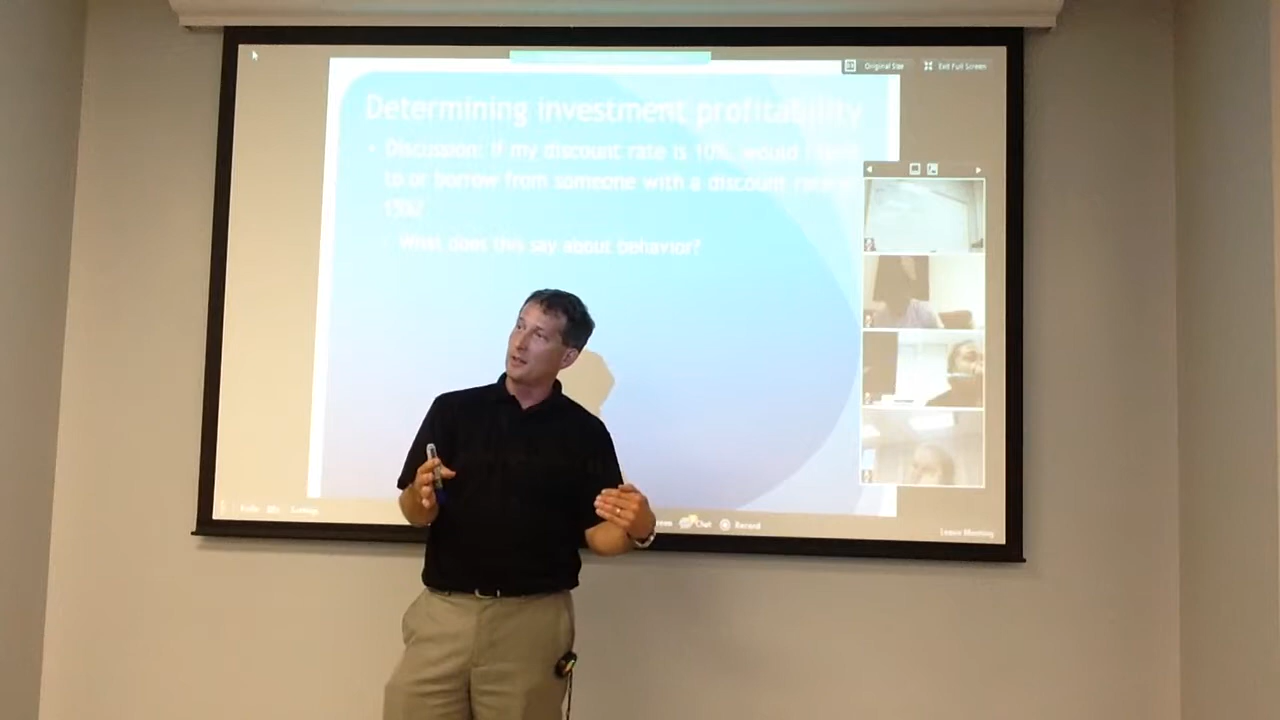 Original Size
Exit Full Screen
Determining investment profitability
• Discussion: If my discount rate is 10%, would I
to or borrow from someone with a discount
15%?
What does this say about behavior?
Chat
Record
Leave Meeting